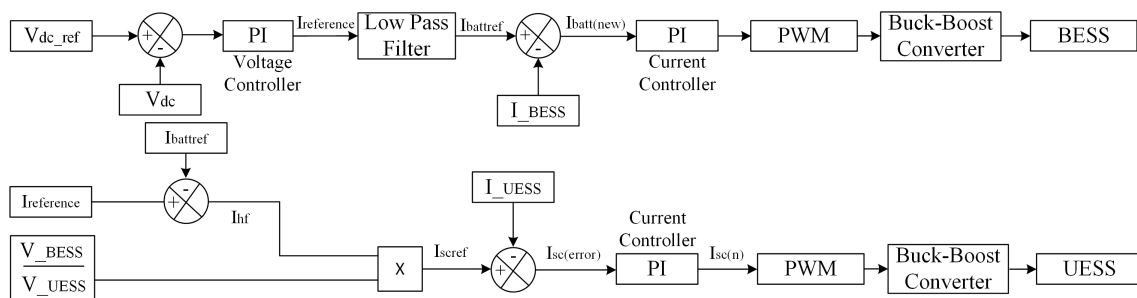 Vdc_ref
+
-
Vdc
PI
Voltage
Controller
Ireference
Low Pass
Filter
Ibattref
+
-
I_BESS
Ibatt(new)
PI
Current
Controller
PWM
Buck-Boost
Converter
BESS
Ibattref
-
+
Ireference
Ihf
V_BESS
V_UESS
X
Iscref
I_UESS
+
-
Isc(error)
Current
Controller
PI
Isc(n)
PWM
Buck-Boost
Converter
UESS